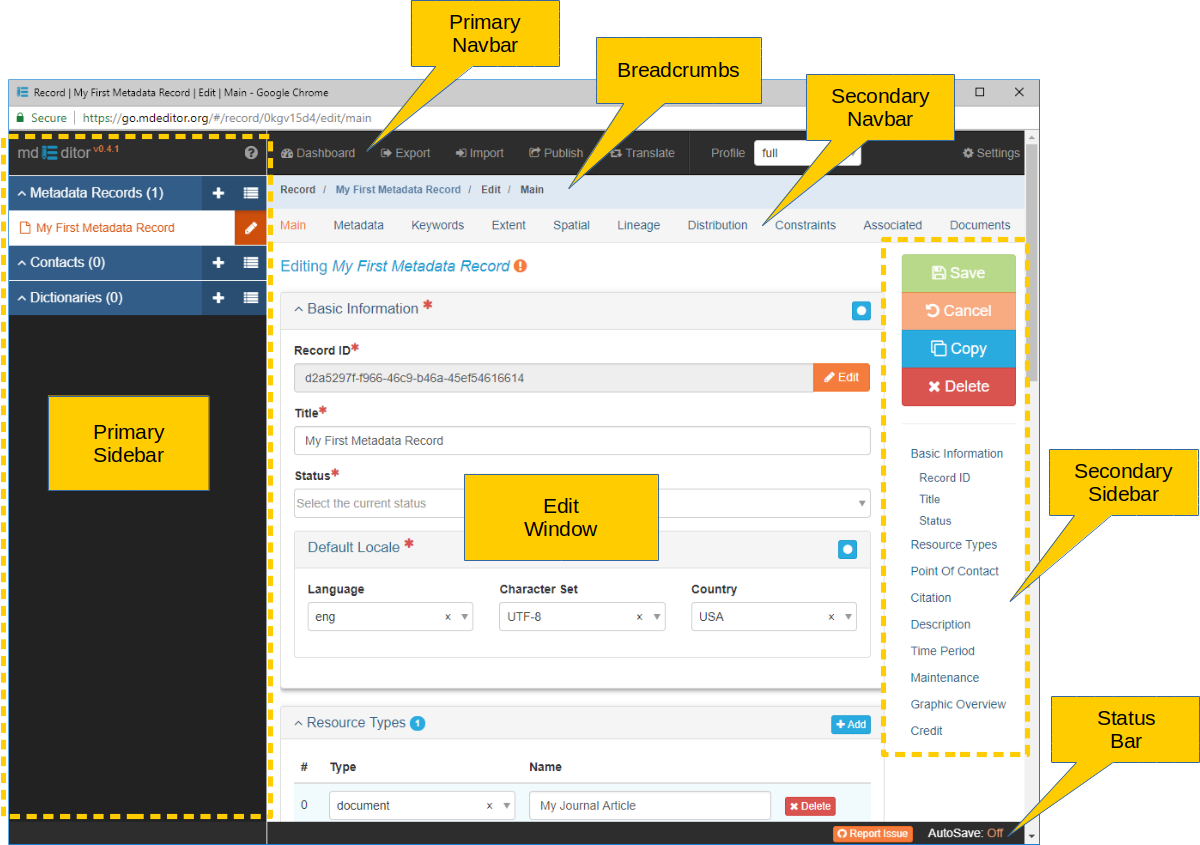 Primary
Navbar
Breadcrumbs
Secondary
Navbar
Record | My First Metadata Record | Edit | Main - Google Chrome
Secure | https://go.mdeditor.org/#/record/0kgv15d4/edit/main
md Editor v0.4.1
Dashboard Export Import Publish Translate Profile full Settings
Metadata Records (1)
My First Metadata Record
Contacts (0)
Dictionaries (0)
Primary
Sidebar
Record / My First Metadata Record / Edit / Main
Main Metadata Keywords Extent Spatial Lineage Distribution Constraints Associated Documents
Editing My First Metadata Record
Basic Information *
Record ID*
d2a5297f-f966-46c9-b46a-45ef54616614 Edit
Title*
My First Metadata Record
Status*
Select the current status
Edit
Window
Default Locale *
Language Character Set Country
eng x UTF-8 x USA x
Resource Types 1 + Add
# Type Name
0 document x My Journal Article Delete
Save
Cancel
Copy
Delete
Basic Information
Record ID
Title
Status
Resource Types
Point Of Contact
Citation
Description
Time Period
Maintenance
Graphic Overview
Credit
Secondary
Sidebar
Status
Bar
Report Issue AutoSave: Off